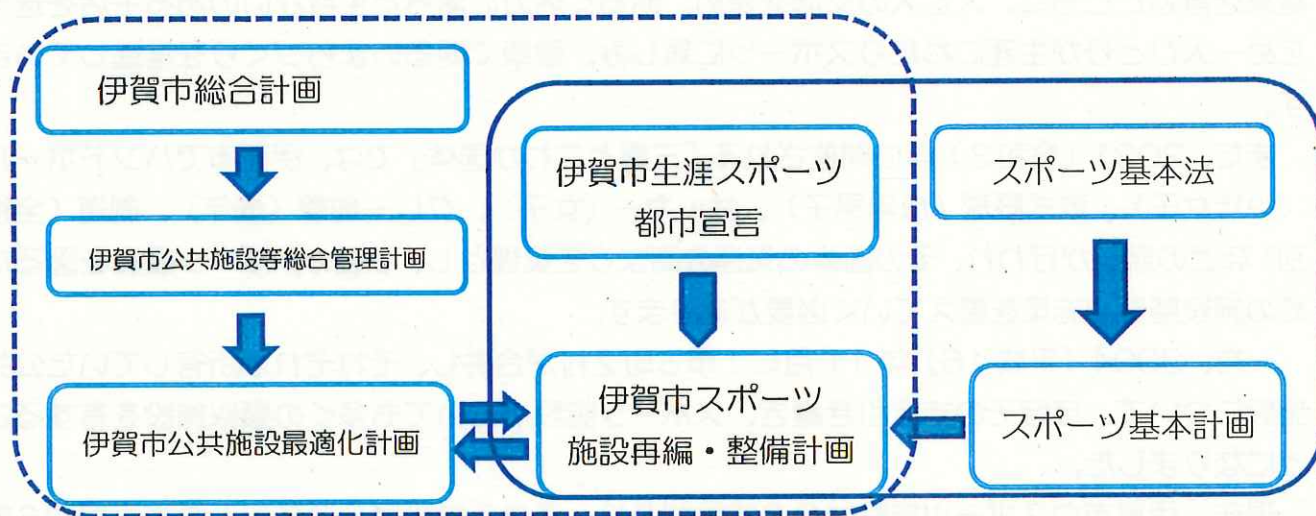 伊賀市総合計画
伊賀市公共施設等総合管理計画
伊賀市公共施設最適化計画
伊賀市生涯スポーツ
都市宣言
伊賀市スポーツ
施設再編・整備計画
スポーツ基本法
スポーツ基本計画